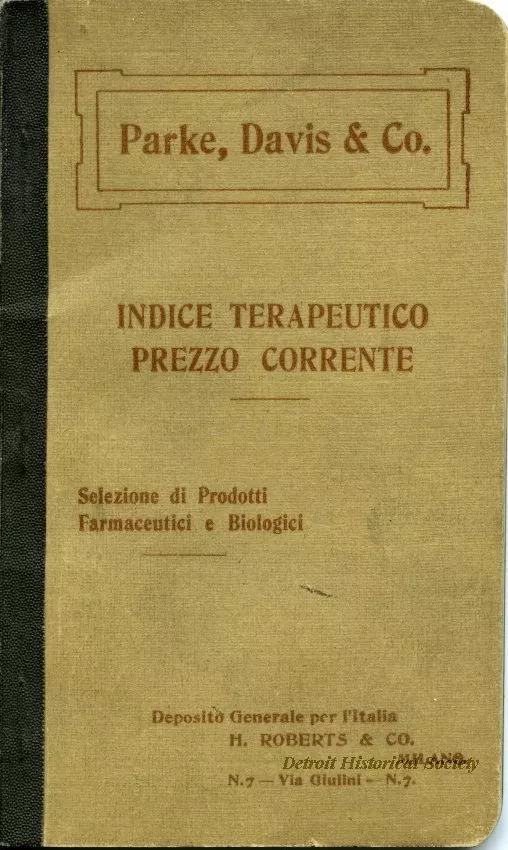 Parke, Davis & Co.
INDICE TERAPEUTICO
PREZZO CORRENTE
Selezione di Prodotti
Farmaceutici e Biologici
Deposito Generale per l'Italia
H. ROBERTS & CO.
MILANO.
Detroit Historical Society
N. 7 — Via Giulini — N. 7.